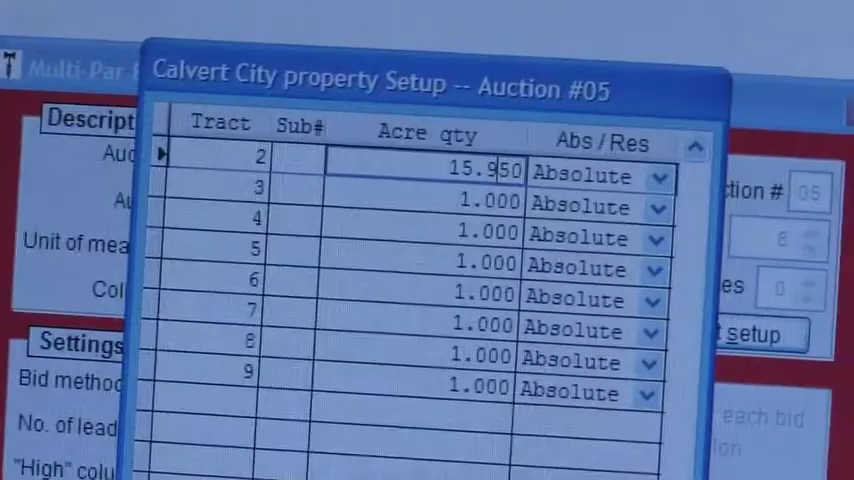 Multi-Par
Calvert City property Setup -- Auction #05
Tract Sub# Acre qty Abs/Res
2 15.950 Absolute
3 1.000 Absolute
4 1.000 Absolute
5 1.000 Absolute
6 1.000 Absolute
7 1.000 Absolute
8 1.000 Absolute
9 1.000 Absolute
Descript
Auc
Au
Unit of mea
Col
Settings
Bid method
No. of lead
"High" colu
ction # 05
es 0
t setup
each bid
ion